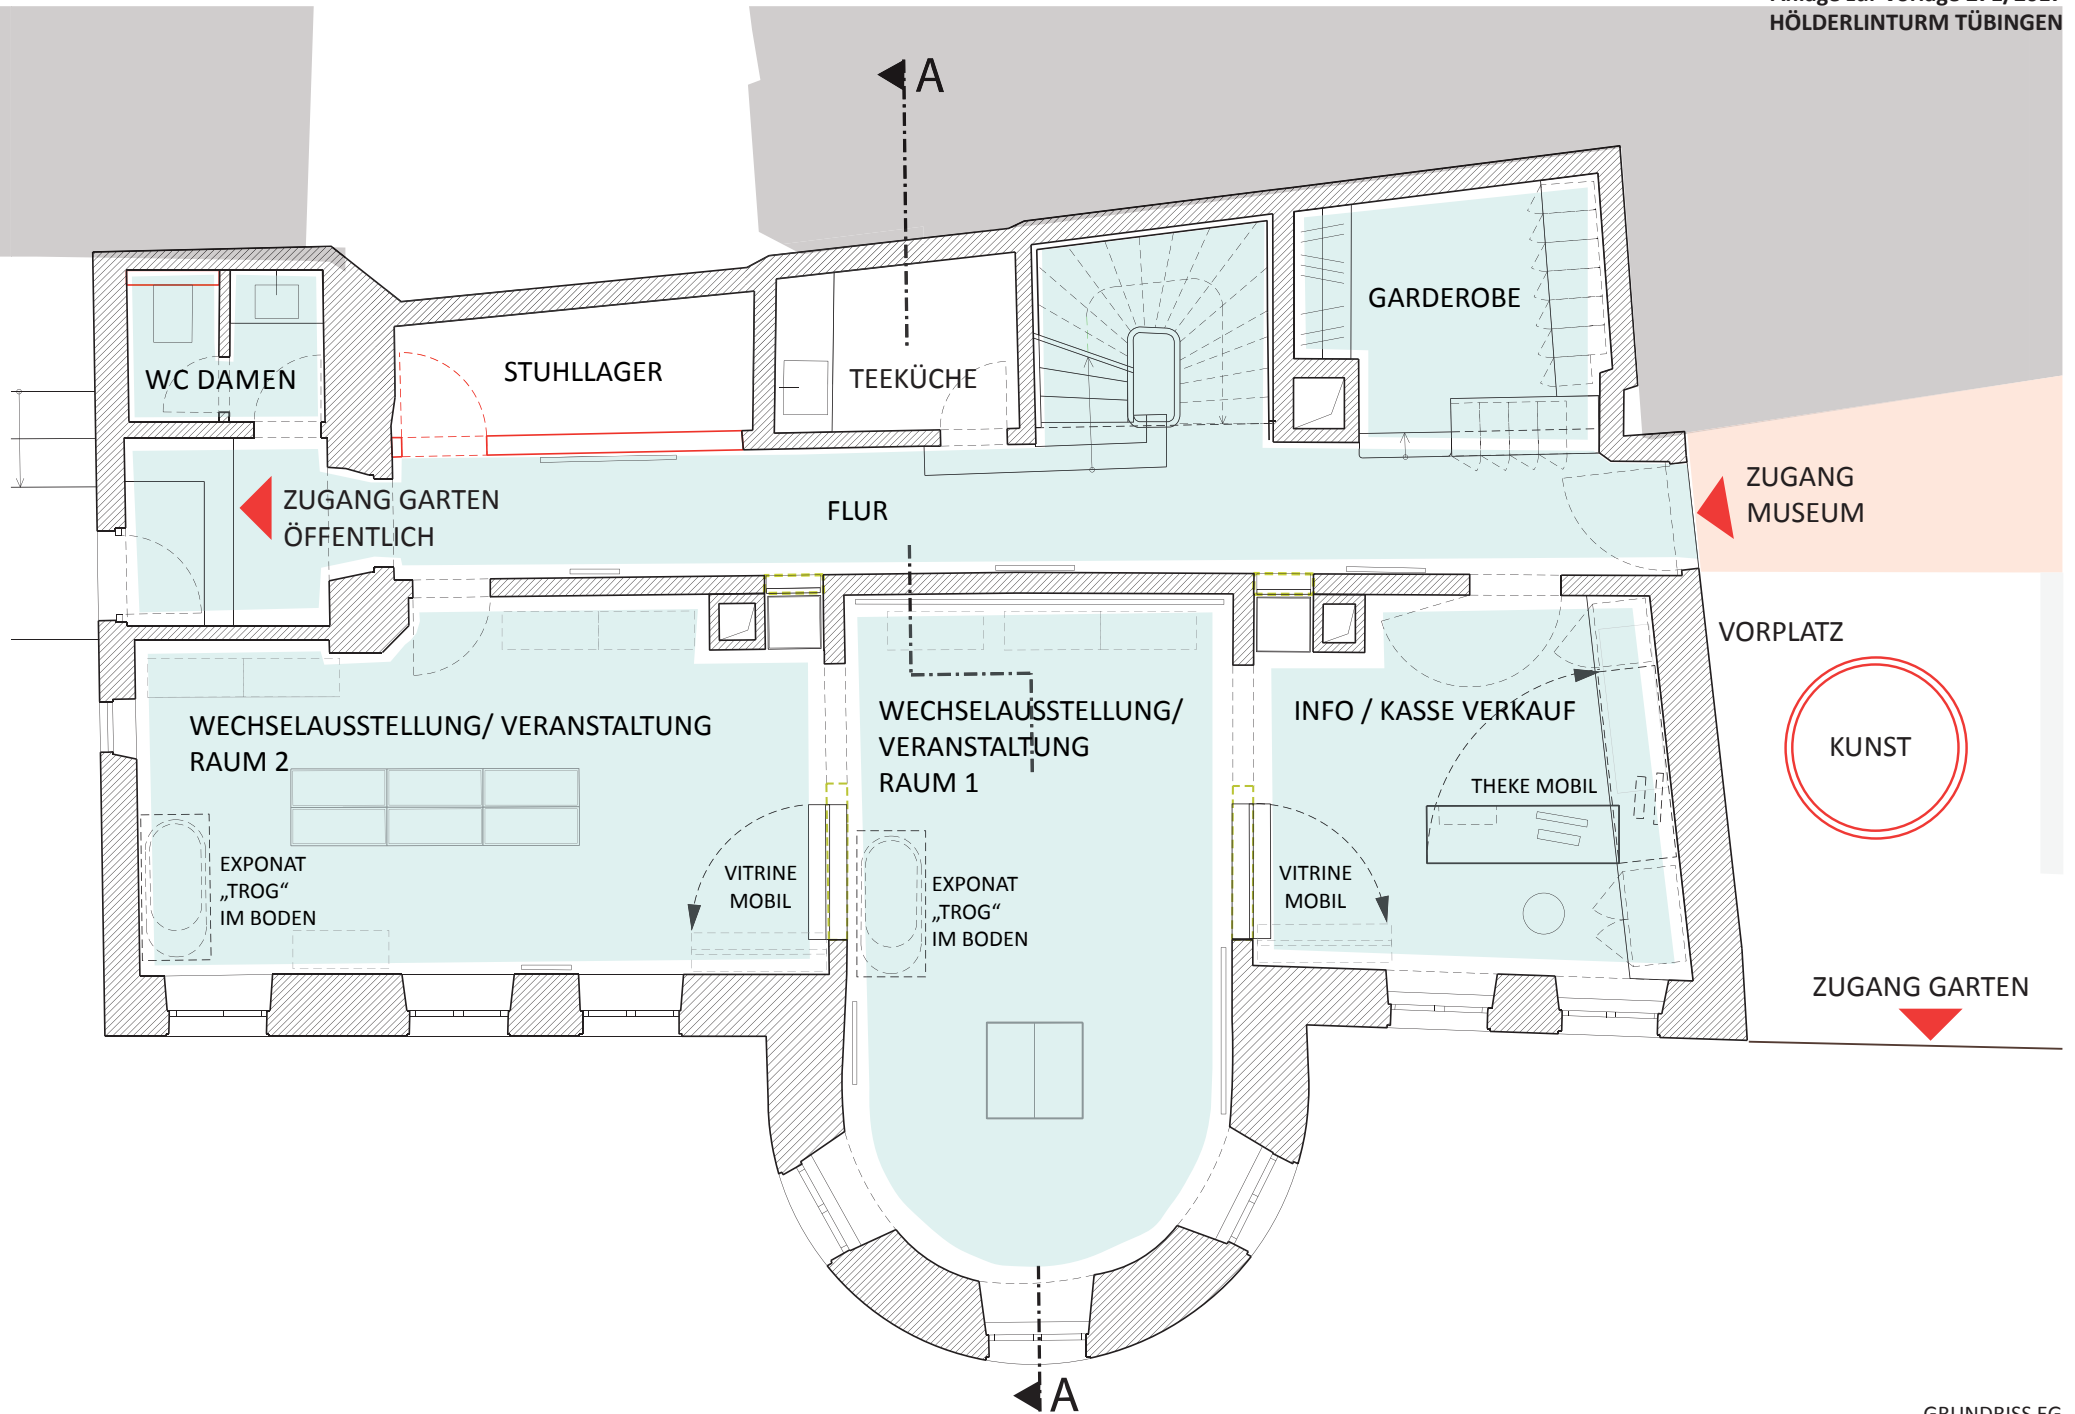 HÖLDERLINTURM TÜBINGEN
A
GARDEROBE
STUHLLAGER
TEEKÜCHE
WC DAMEN
ZUGANG GARTEN
ÖFFENTLICH
FLUR
ZUGANG
MUSEUM
VORPLATZ
WECHSELAUSSTELLUNG/ VERANSTALTUNG
RAUM 2
WECHSELAUSSTELLUNG/
VERANSTALTUNG
RAUM 1
INFO / KASSE VERKAUF
KUNST
THEKE MOBIL
EXPONAT
„TROG“
IM BODEN
VITRINE
MOBIL
EXPONAT
„TROG“
IM BODEN
VITRINE
MOBIL
ZUGANG GARTEN
A
GRUNDRISS EG